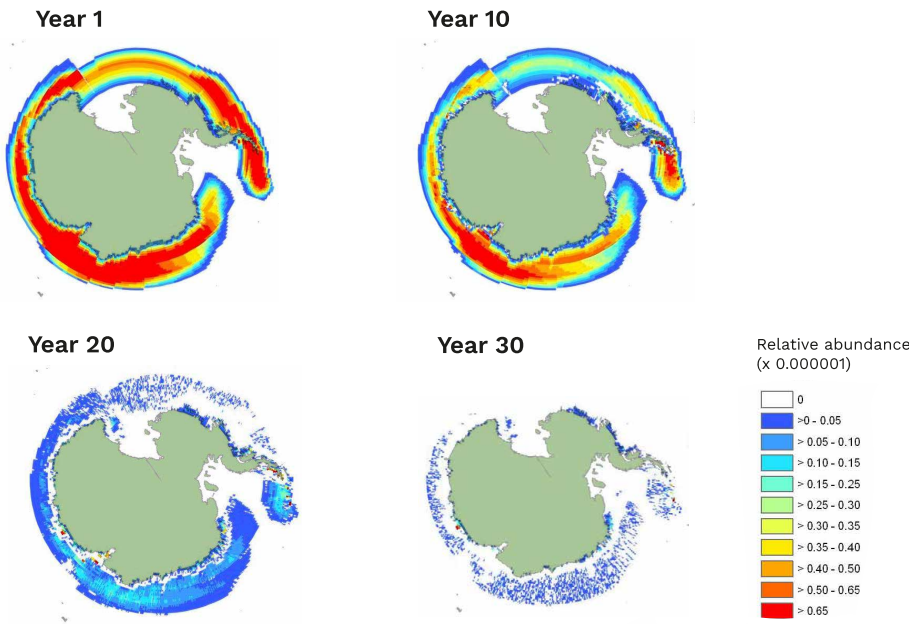 Year 1
Year 10
Year 20
Year 30
Relative abundance
(x 0.000001)
0
>0 - 0.05
> 0.05 - 0.10
> 0.10 - 0.15
> 0.15 - 0.25
> 0.25 - 0.30
> 0.30 - 0.35
> 0.35 - 0.40
> 0.40 - 0.50
> 0.50 - 0.65
> 0.65